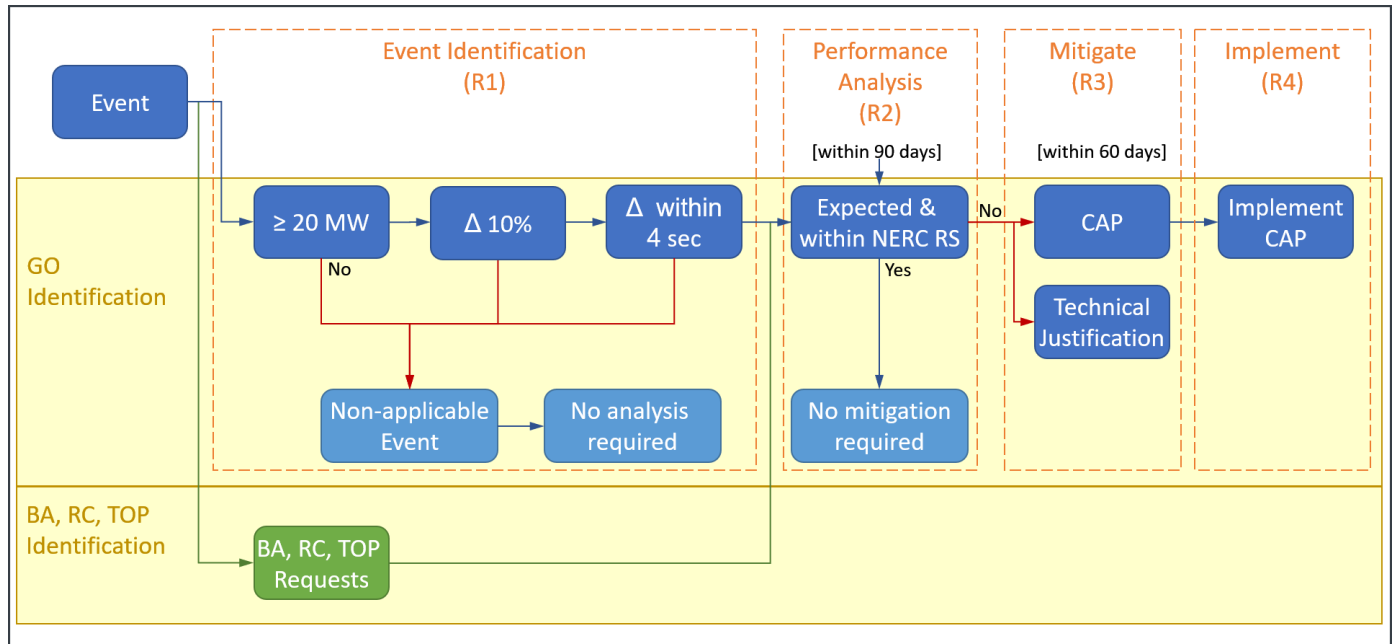 Event Identification
(R1)
Performance
Analysis
(R2)
Mitigate
(R3)
Implement
(R4)
Event
[within 90 days]
[within 60 days]
≥ 20 MW
Δ 10%
Δ within
4 sec
Expected &
within NERC RS
No
CAP
Implement
CAP
GO
Identification
No
Yes
Technical
Justification
Non-applicable
Event
No analysis
required
No mitigation
required
BA, RC, TOP
Identification
BA, RC, TOP
Requests